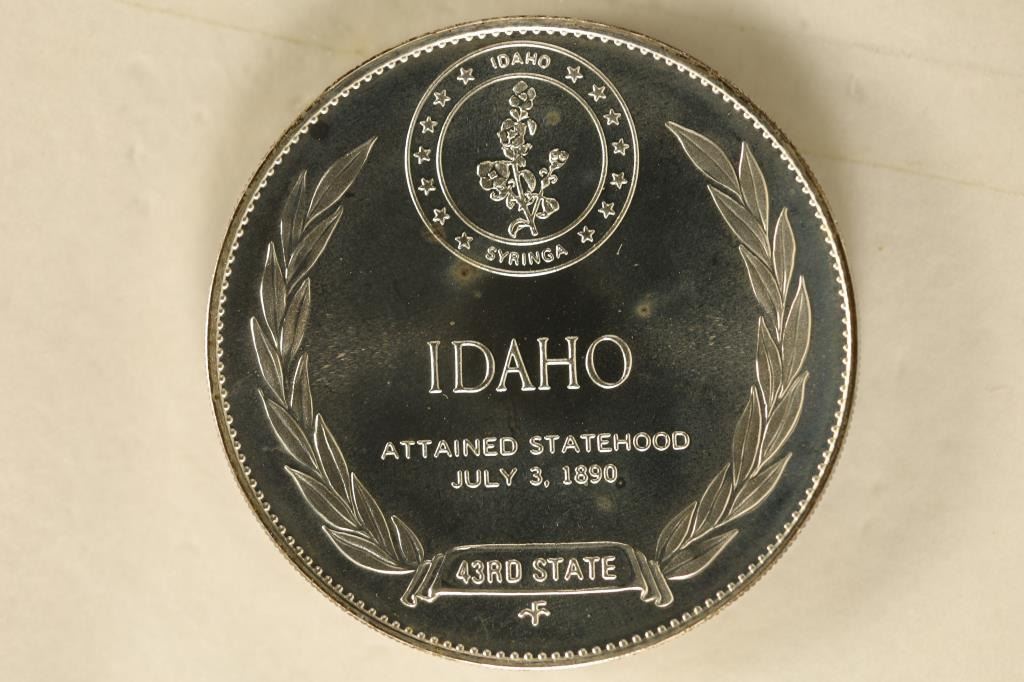 IDAHO
SYRINGA
IDAHO
ATTAINED STATEHOOD
JULY 3, 1890
43RD STATE